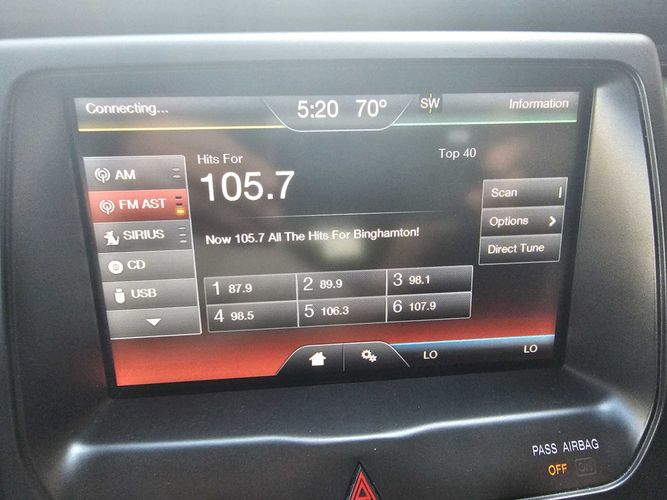 Connecting... 5:20 70° SW Information
Hits For Top 40
105.7
AM
FM AST
SIRIUS
CD
USB
Now 105.7 All The Hits For Binghamton!
Scan
Options
Direct Tune
1 87.9 2 89.9 3 98.1
4 98.5 5 106.3 6 107.9
LO LO
PASS AIRBAG
OFF ON